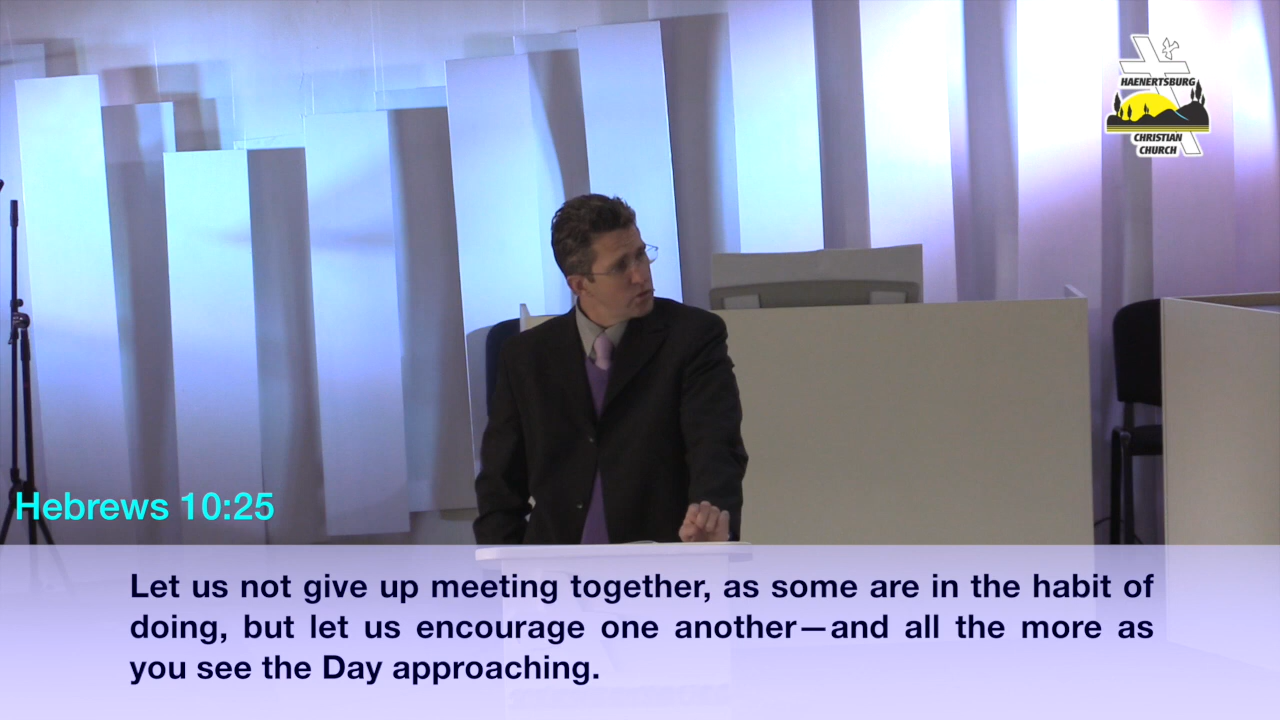 HAENERTSBURG
CHRISTIAN
CHURCH
Hebrews 10:25
Let us not give up meeting together, as some are in the habit of
doing, but let us encourage one another—and all the more as
you see the Day approaching.